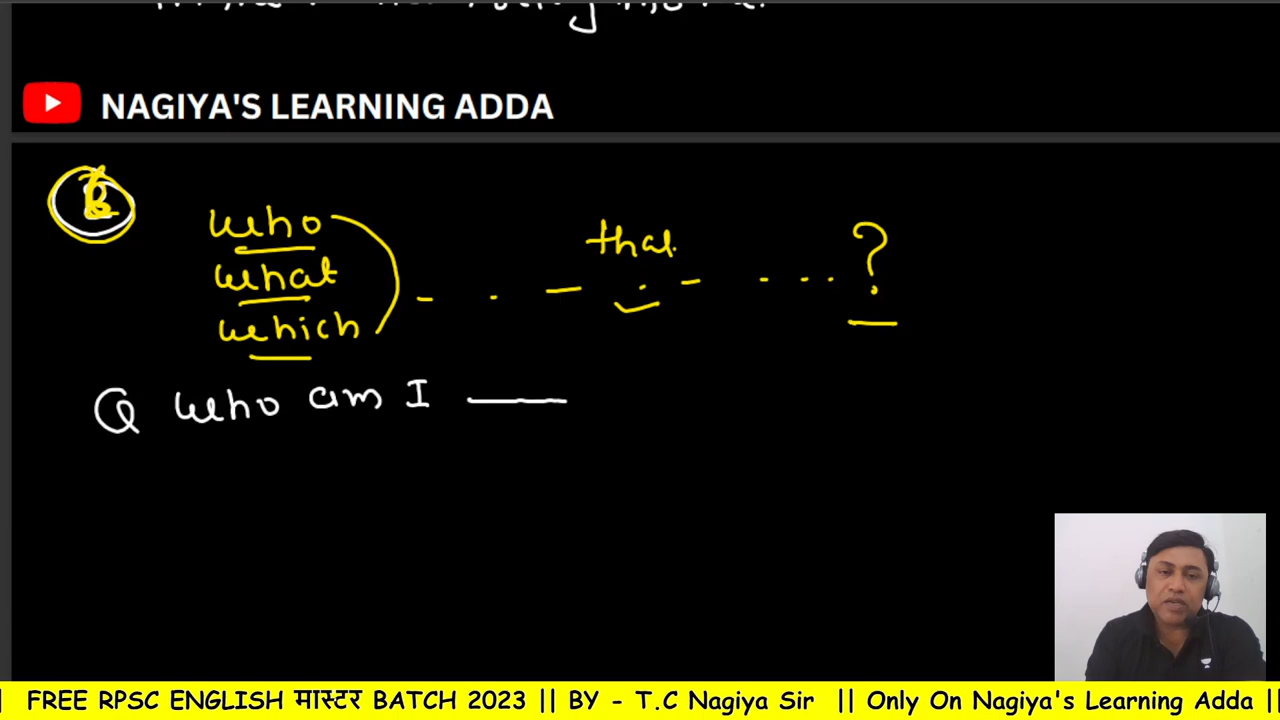 NAGIYA'S LEARNING ADDA
who
what
which
that
?
Q who am I
|| FREE RPSC ENGLISH मास्टर BATCH 2023 || BY - T.C Nagiya Sir || Only On Nagiya's Learning Adda ||